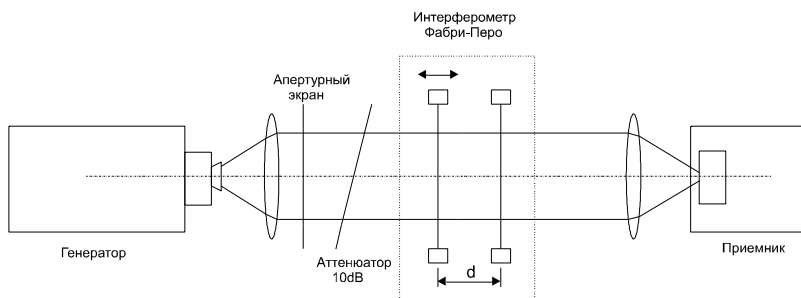 Интерферометр
Фабри-Перо
Апертурный
экран
Генератор
Аттенюатор
10dB
d
Приемник